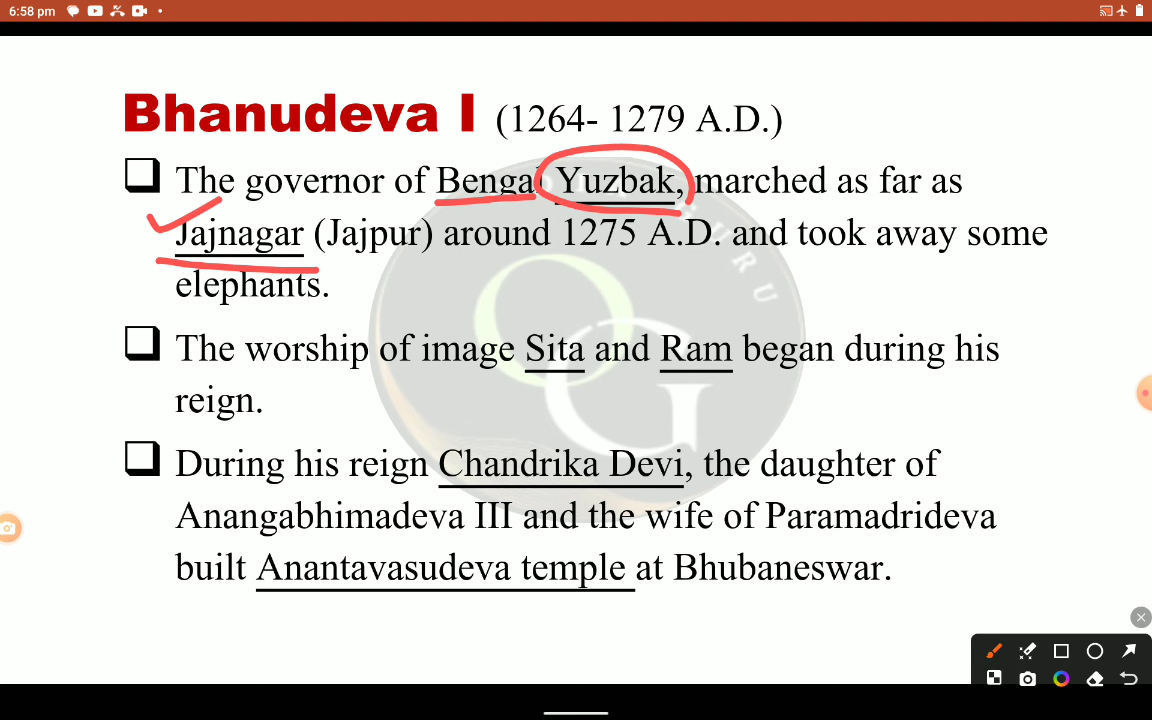 6:58 pm
Bhanudeva I (1264- 1279 A.D.)
The governor of Bengal Yuzbak, marched as far as
Jajnagar (Jajpur) around 1275 A.D. and took away some
elephants.
The worship of image Sita and Ram began during his
reign.
During his reign Chandrika Devi, the daughter of
Anangabhimadeva III and the wife of Paramadrideva
built Anantavasudeva temple at Bhubaneswar.
OG